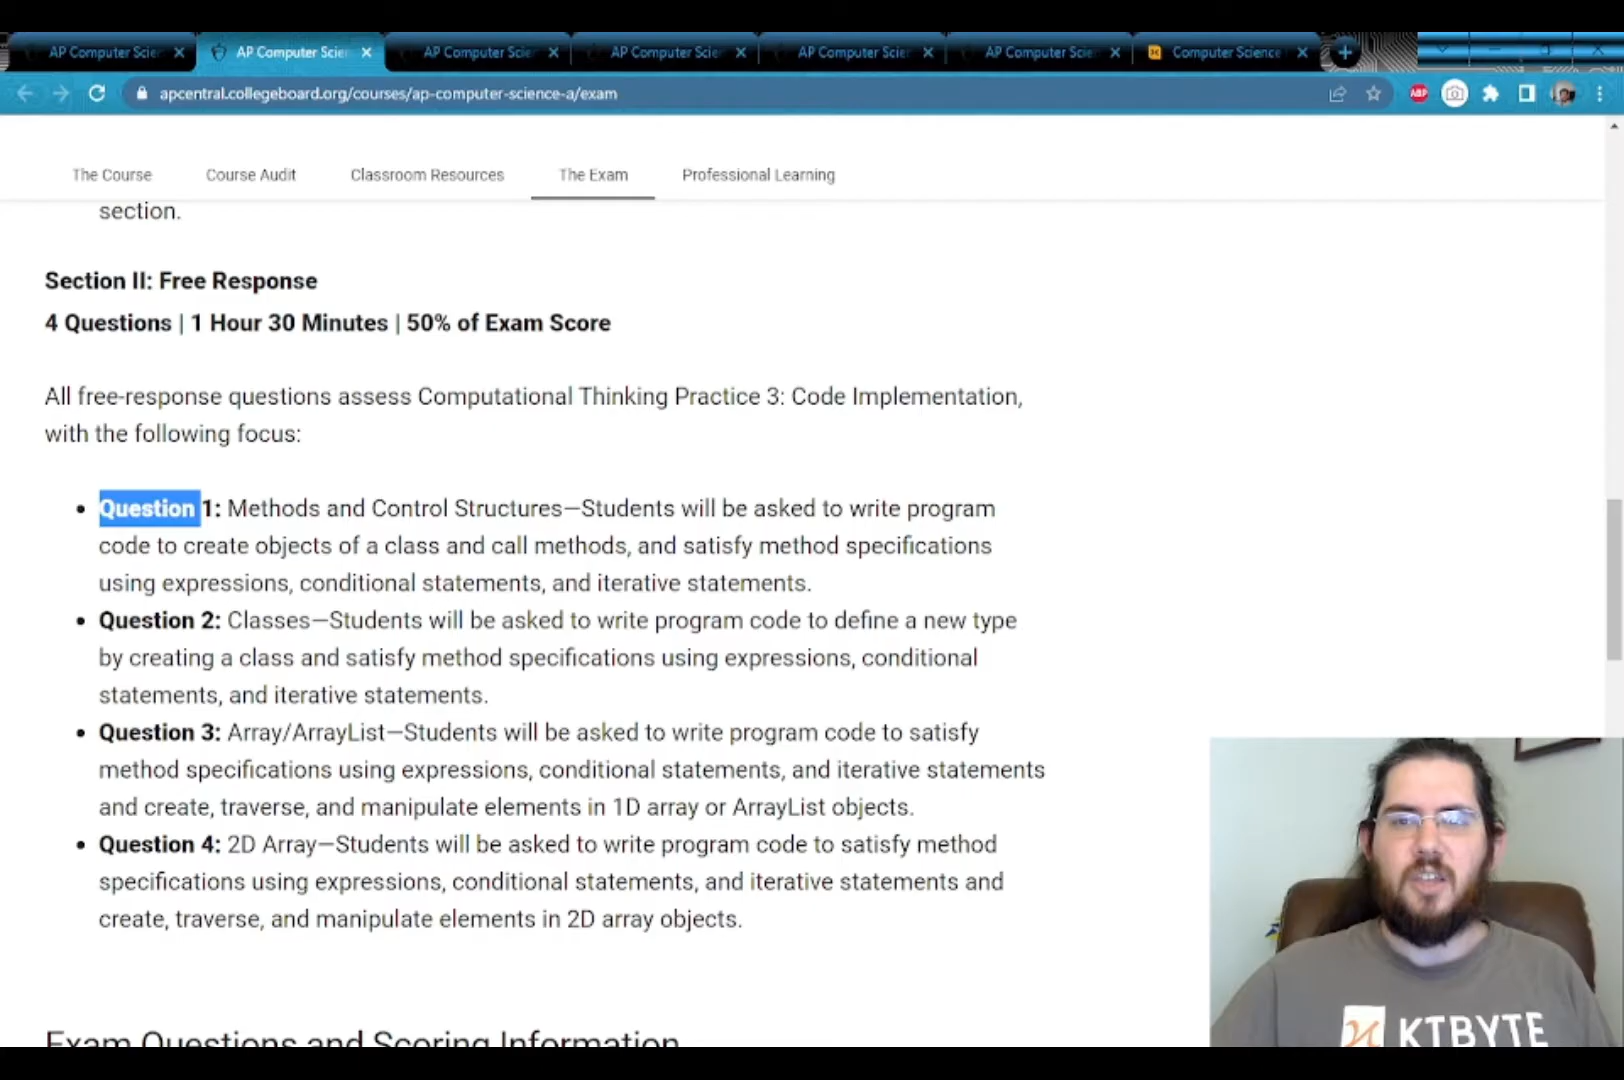 AP Computer Scie
AP Computer Scie
AP Computer Scie
AP Computer Scie
AP Computer Scie
AP Computer Scie
Computer Science
apcentral.collegeboard.org/courses/ap-computer-science-a/exam
ABP
The Course
Course Audit
Classroom Resources
The Exam
Professional Learning
section.
Section II: Free Response
4 Questions | 1 Hour 30 Minutes | 50% of Exam Score
All free-response questions assess Computational Thinking Practice 3: Code Implementation,
with the following focus:
• Question 1: Methods and Control Structures—Students will be asked to write program
code to create objects of a class and call methods, and satisfy method specifications
using expressions, conditional statements, and iterative statements.
• Question 2: Classes—Students will be asked to write program code to define a new type
by creating a class and satisfy method specifications using expressions, conditional
statements, and iterative statements.
• Question 3: Array/ArrayList—Students will be asked to write program code to satisfy
method specifications using expressions, conditional statements, and iterative statements
and create, traverse, and manipulate elements in 1D array or ArrayList objects.
• Question 4: 2D Array—Students will be asked to write program code to satisfy method
specifications using expressions, conditional statements, and iterative statements and
create, traverse, and manipulate elements in 2D array objects.
Exam Questions and Scoring Information
KTBYTE